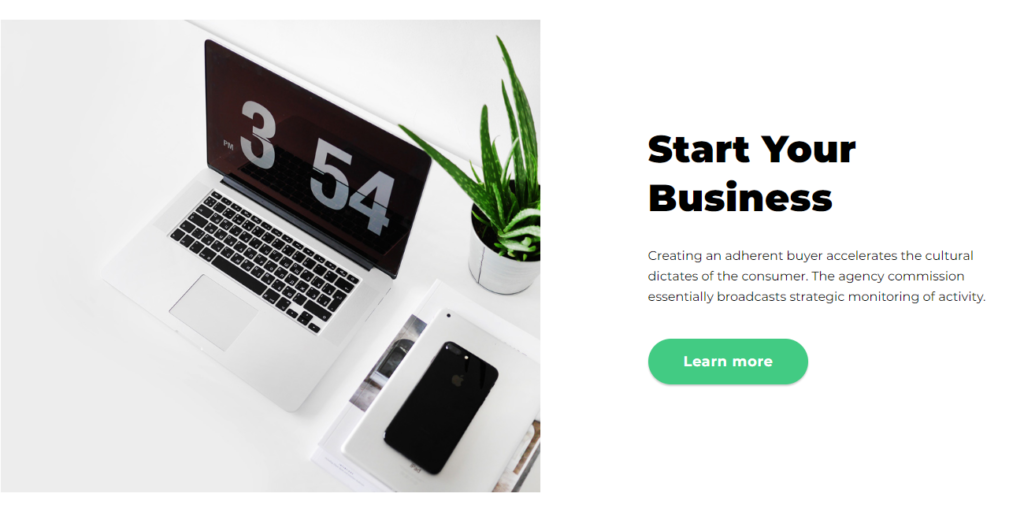 PM
3 54
Start Your
Business
Creating an adherent buyer accelerates the cultural
dictates of the consumer. The agency commission
essentially broadcasts strategic monitoring of activity.
Learn more